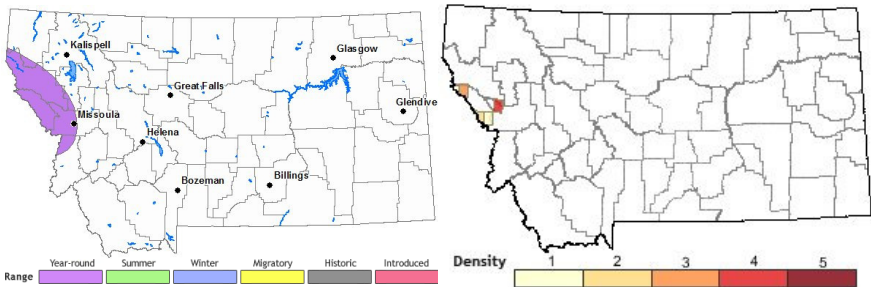 Kalispell
Glasgow
Great Falls
Glendive
Missoula
Helena
Bozeman
Billings
Range
Year-round Summer Winter Migratory Historic Introduced
Density
1 2 3 4 5